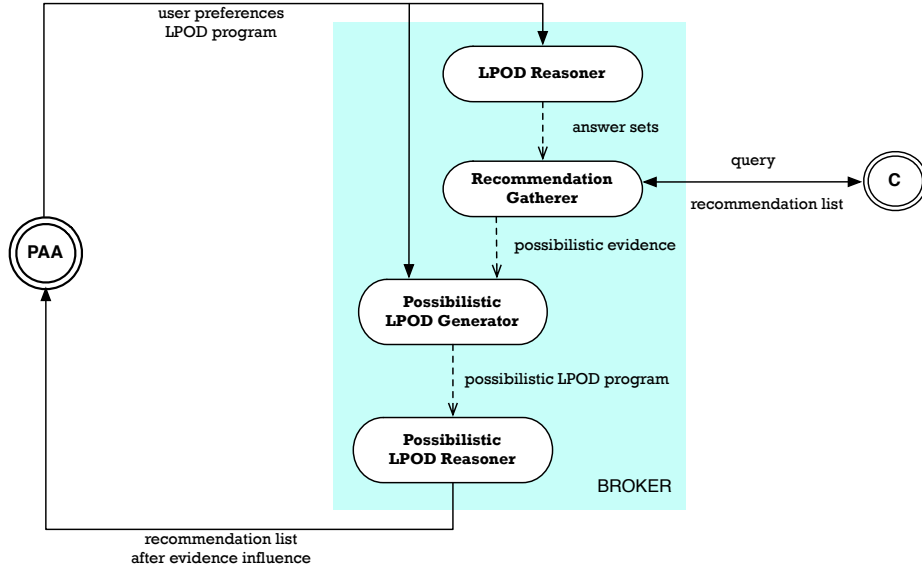 user preferences
LPOD program
LPOD Reasoner
answer sets
Recommendation
Gatherer
query
recommendation list
C
PAA
possibilistic evidence
Possibilistic
LPOD Generator
possibilistic LPOD program
Possibilistic
LPOD Reasoner
BROKER
recommendation list
after evidence influence